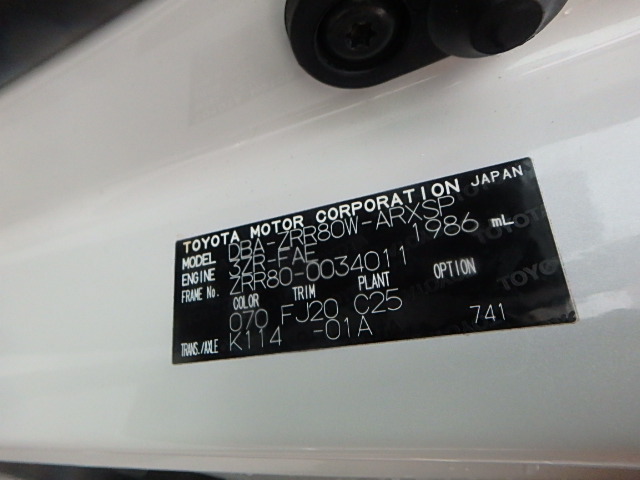 TOYOTA MOTOR CORPORATION JAPAN
MODEL DBA-ZRR80W-ARXSP
ENGINE 3ZR-FAE 1986 mL
FRAME No. ZRR80-0034011
COLOR TRIM PLANT OPTION
070 FJ20 C25
TRANS./AXLE K114 -01A 741